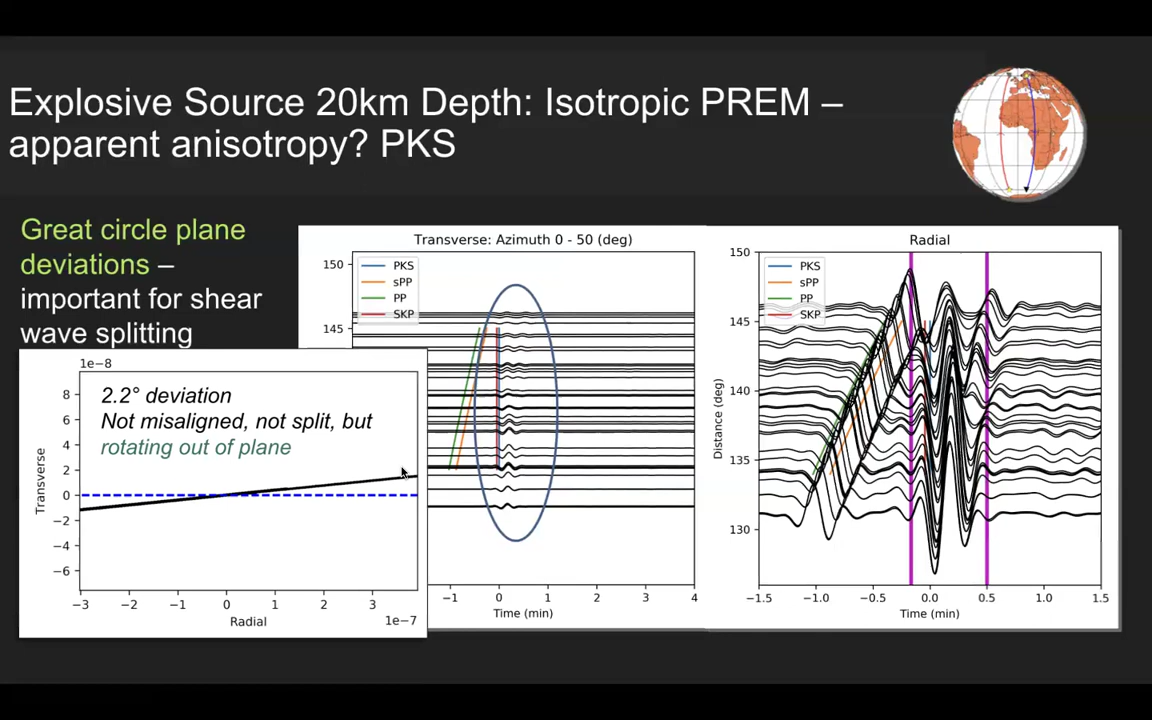 Explosive Source 20km Depth: Isotropic PREM –
apparent anisotropy? PKS
Great circle plane
deviations –
important for shear
wave splitting
1e−8
2.2° deviation
Not misaligned, not split, but
rotating out of plane
Transverse
8
6
4
2
0
−2
−4
−6
−3 −2 −1 0 1 2 3
Radial
1e−7
Transverse: Azimuth 0 - 50 (deg)
150
145
PKS
sPP
PP
SKP
−1 0 1 2 3 4
Time (min)
Radial
PKS
sPP
PP
SKP
Distance (deg)
150
145
140
135
130
−1.5 −1.0 −0.5 0.0 0.5 1.0 1.5
Time (min)